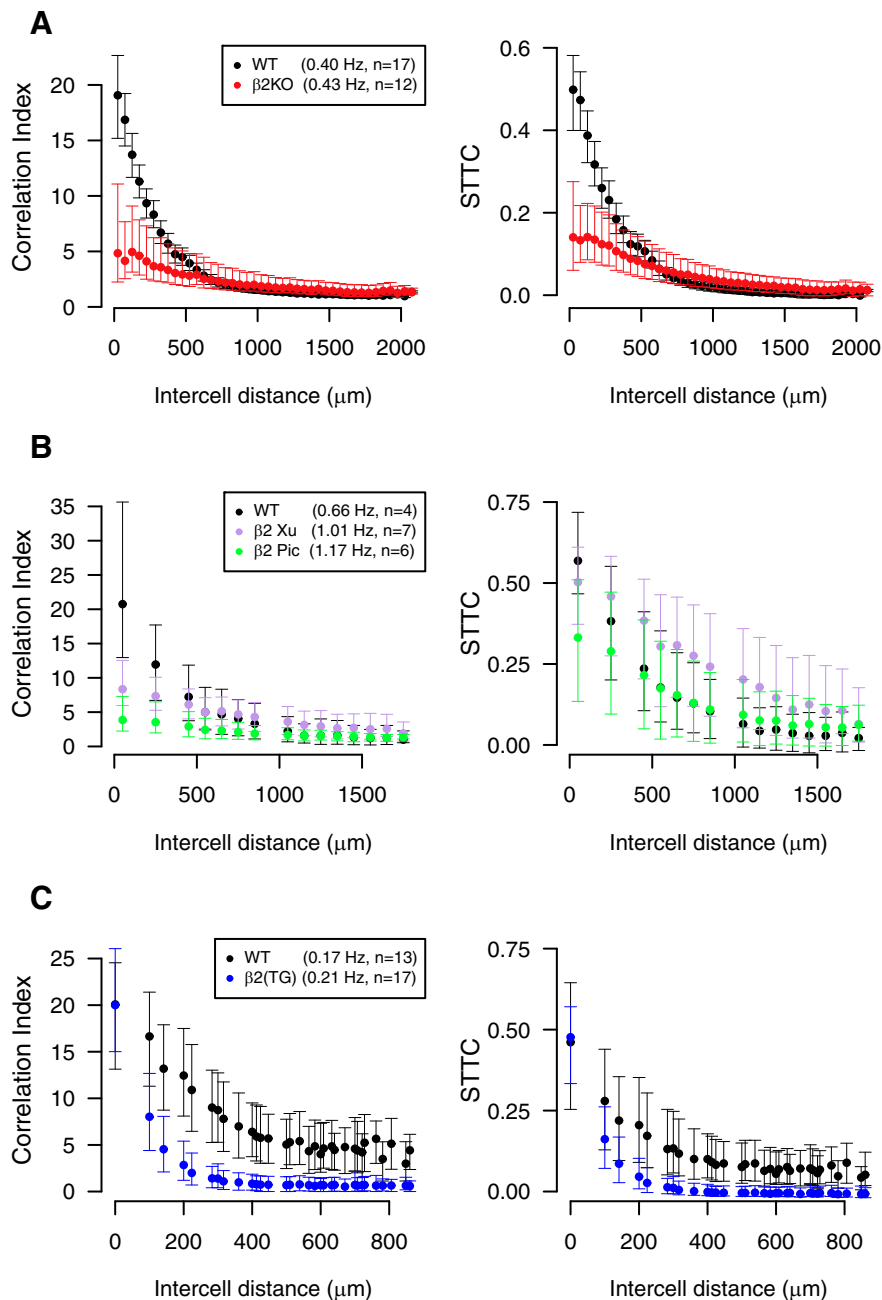 A
Correlation Index
20
15
10
5
0
WT (0.40 Hz, n=17)
β2KO (0.43 Hz, n=12)
0 500 1000 1500 2000
Intercell distance (μm)
STTC
0.6
0.4
0.2
0.0
0 500 1000 1500 2000
Intercell distance (μm)
B
Correlation Index
35
30
25
20
15
10
5
0
WT (0.66 Hz, n=4)
β2 Xu (1.01 Hz, n=7)
β2 Pic (1.17 Hz, n=6)
0 500 1000 1500
Intercell distance (μm)
STTC
0.75
0.50
0.25
0.00
0 500 1000 1500
Intercell distance (μm)
C
Correlation Index
25
20
15
10
5
0
WT (0.17 Hz, n=13)
β2(TG) (0.21 Hz, n=17)
0 200 400 600 800
Intercell distance (μm)
STTC
0.75
0.50
0.25
0.00
0 200 400 600 800
Intercell distance (μm)